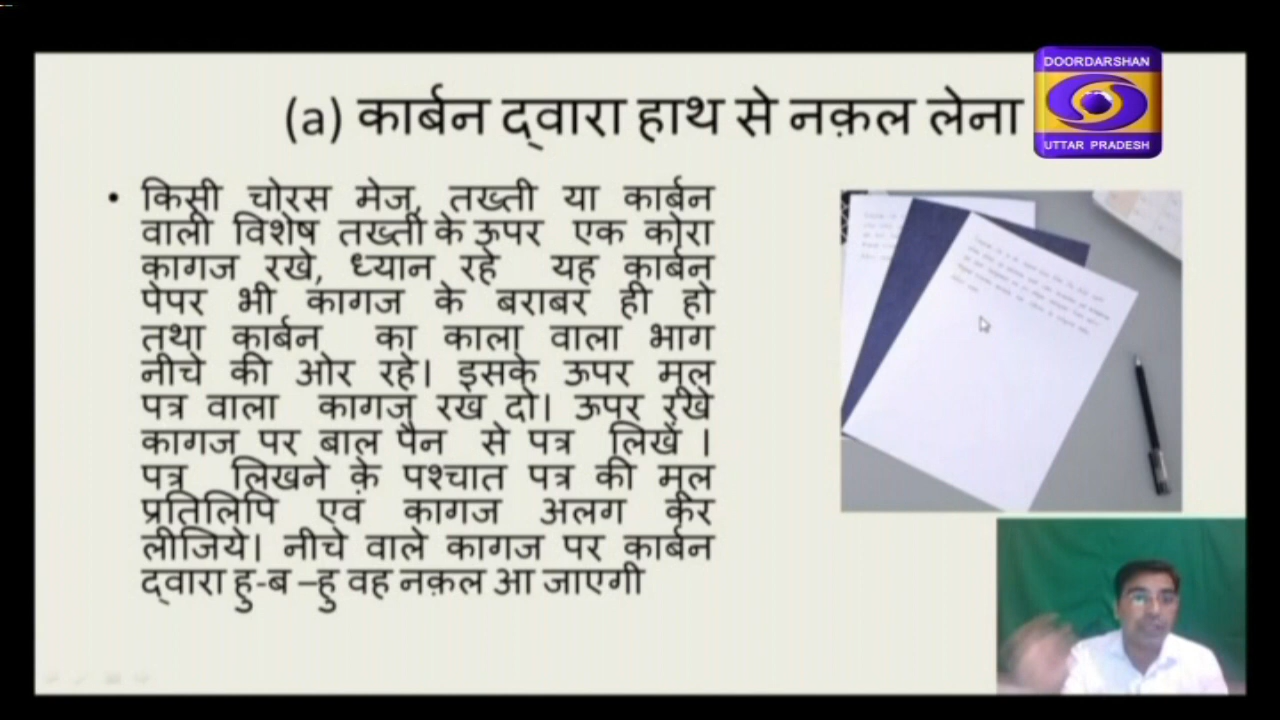 DOORDARSHAN
UTTAR PRADESH
(a) कार्बन द्वारा हाथ से नक़ल लेना
• किसी चोरस मेज, तख्ती या कार्बन
वाली विशेष तख्ती के ऊपर एक कोरा
कागज रखे, ध्यान रहे यह कार्बन
पेपर भी कागज के बराबर ही हो
तथा कार्बन का काला वाला भाग
नीचे की ओर रहे। इसके ऊपर मूल
पत्र वाला कागज रख दो। ऊपर रखे
कागज पर बाल पैन से पत्र लिखें ।
पत्र लिखने के पश्चात पत्र की मूल
प्रतिलिपि एवं कागज अलग कर
लीजिये। नीचे वाले कागज पर कार्बन
द्वारा हु-ब –हु वह नक़ल आ जाएगी